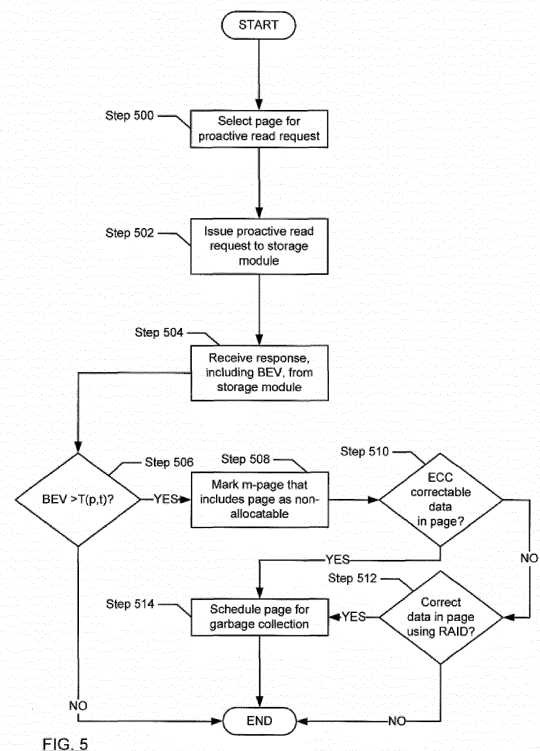 START
Step 500
Select page for
proactive read request
Step 502
Issue proactive read
request to storage
module
Step 504
Receive response,
including BEV, from
storage module
Step 506
BEV >T(p,t)?
YES
Step 508
Mark m-page that
includes page as non-
allocatable
Step 510
ECC
correctable
data
in page?
YES
NO
Step 512
Correct
data in page
using RAID?
YES
Step 514
Schedule page for
garbage collection
NO
END
NO
FIG. 5